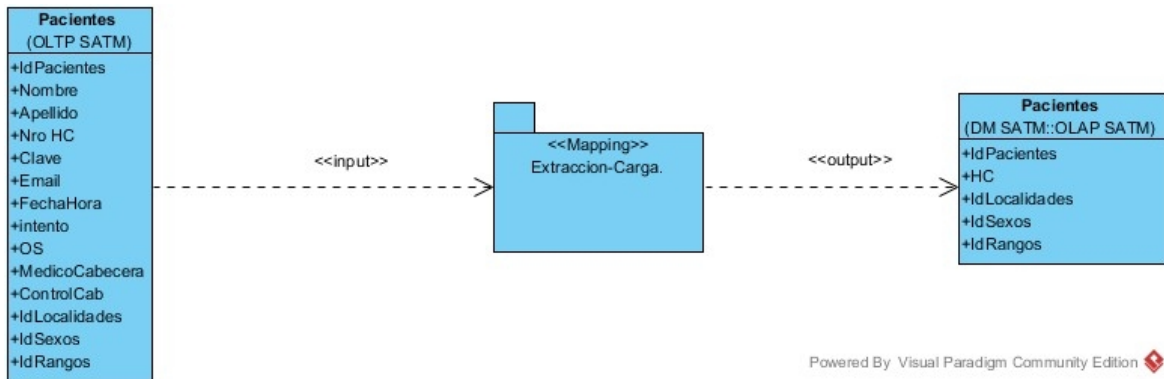 Pacientes
(OLTP SATM)
+IdPacientes
+Nombre
+Apellido
+Nro HC
+Clave
+Email
+FechaHora
+intento
+OS
+MedicoCabecera
+ControlCab
+IdLocalidades
+IdSexos
+IdRangos
<<input>>
<<Mapping>>
Extraccion-Carga.
<<output>>
Pacientes
(DM SATM::OLAP SATM)
+IdPacientes
+HC
+IdLocalidades
+IdSexos
+IdRangos
Powered By Visual Paradigm Community Edition